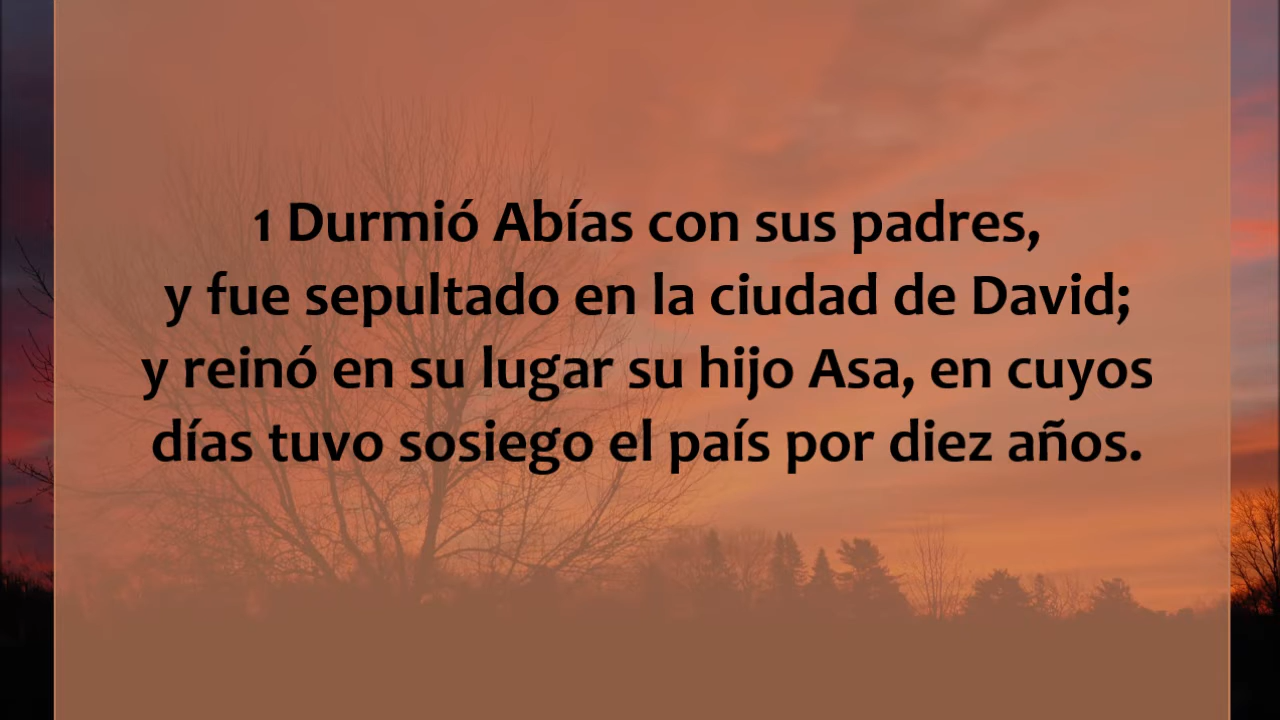 1 Durmió Abías con sus padres,
y fue sepultado en la ciudad de David;
y reinó en su lugar su hijo Asa, en cuyos
días tuvo sosiego el país por diez años.